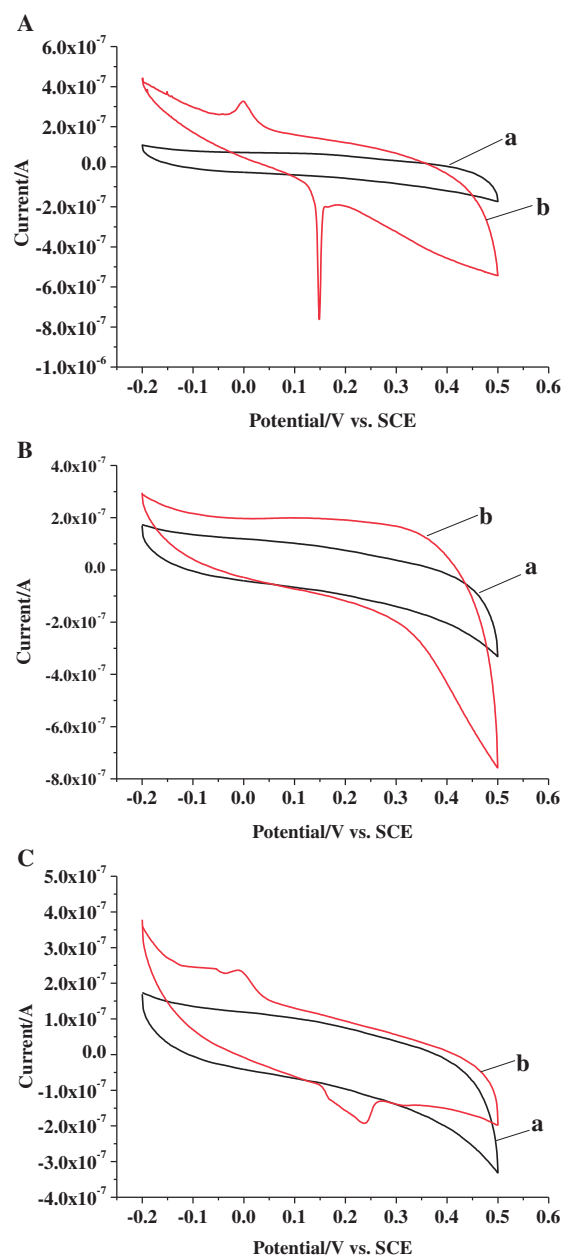 A
6.0x10⁻⁷
4.0x10⁻⁷
2.0x10⁻⁷
0.0
-2.0x10⁻⁷
-4.0x10⁻⁷
-6.0x10⁻⁷
-8.0x10⁻⁷
-1.0x10⁻⁶
Current/A
a
b
-0.2 -0.1 0.0 0.1 0.2 0.3 0.4 0.5 0.6
Potential/V vs. SCE
B
4.0x10⁻⁷
2.0x10⁻⁷
0.0
-2.0x10⁻⁷
-4.0x10⁻⁷
-6.0x10⁻⁷
-8.0x10⁻⁷
Current/A
b
a
-0.2 -0.1 0.0 0.1 0.2 0.3 0.4 0.5 0.6
Potential/V vs. SCE
C
5.0x10⁻⁷
4.0x10⁻⁷
3.0x10⁻⁷
2.0x10⁻⁷
1.0x10⁻⁷
0.0
-1.0x10⁻⁷
-2.0x10⁻⁷
-3.0x10⁻⁷
-4.0x10⁻⁷
Current/A
b
a
-0.2 -0.1 0.0 0.1 0.2 0.3 0.4 0.5 0.6
Potential/V vs. SCE